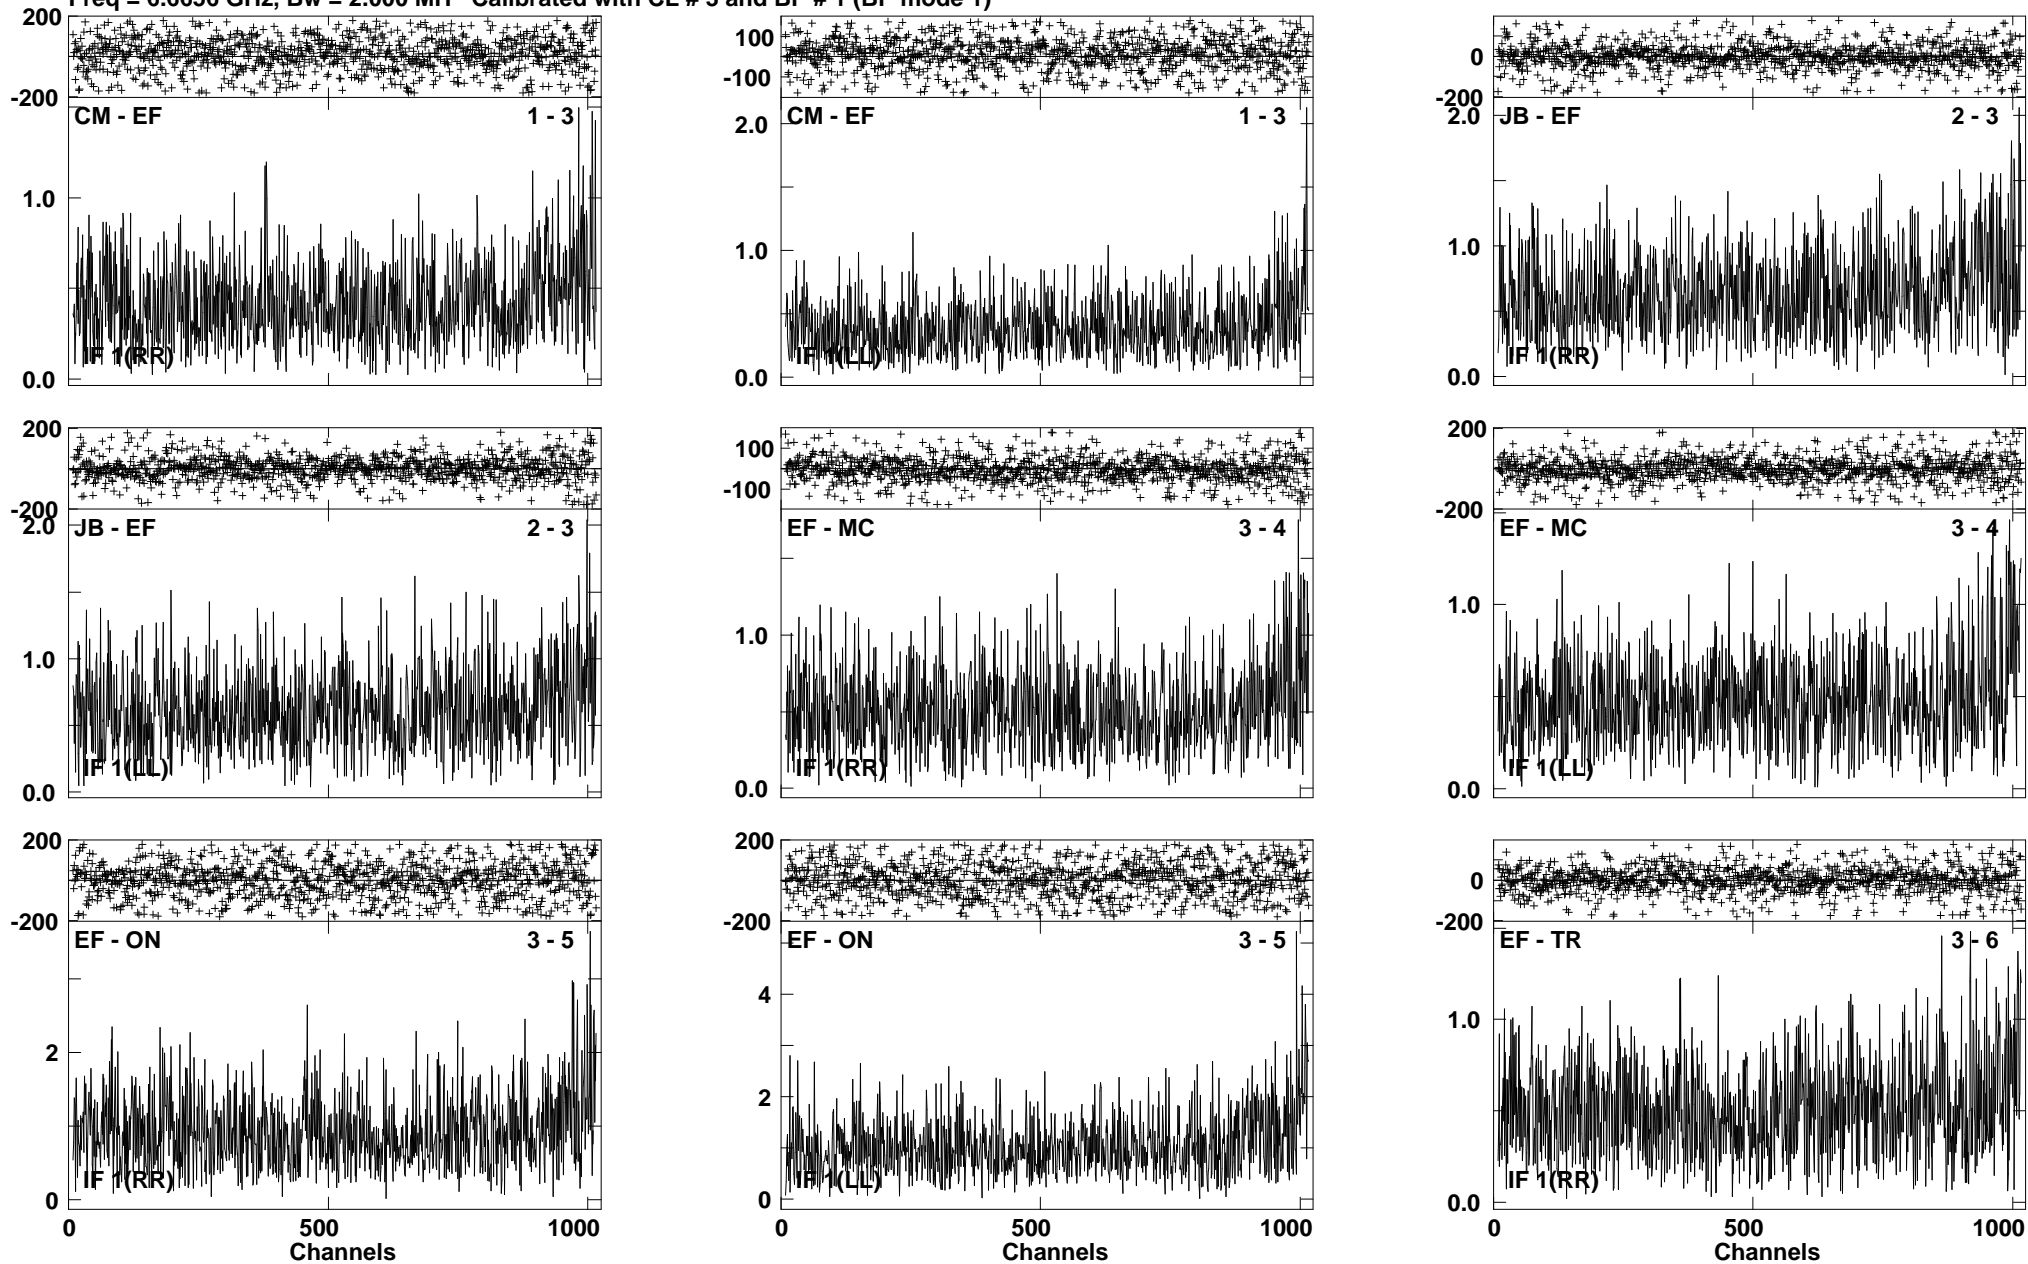 Freq = 6.6656 GHz, Bw = 2.000 MH Calibrated with CL # 3 and BP # 1 (BP mode 1)
200
-200
CM - EF 1 - 3
1.0
IF 1(RR)
0.0
100
-100
CM - EF 1 - 3
2.0
1.0
IF 1(LL)
0.0
0
-200
JB - EF 2 - 3
2.0
1.0
IF 1(RR)
0.0
200
-200
JB - EF 2 - 3
2.0
1.0
IF 1(LL)
0.0
100
-100
EF - MC 3 - 4
1.0
IF 1(RR)
0.0
200
-200
EF - MC 3 - 4
1.0
IF 1(LL)
0.0
200
-200
EF - ON 3 - 5
2
IF 1(RR)
0
0 500 1000
Channels
200
-200
EF - ON 3 - 5
4
2
IF 1(LL)
0
0 500 1000
Channels
0
-200
EF - TR 3 - 6
1.0
IF 1(RR)
0.0
0 500 1000
Channels